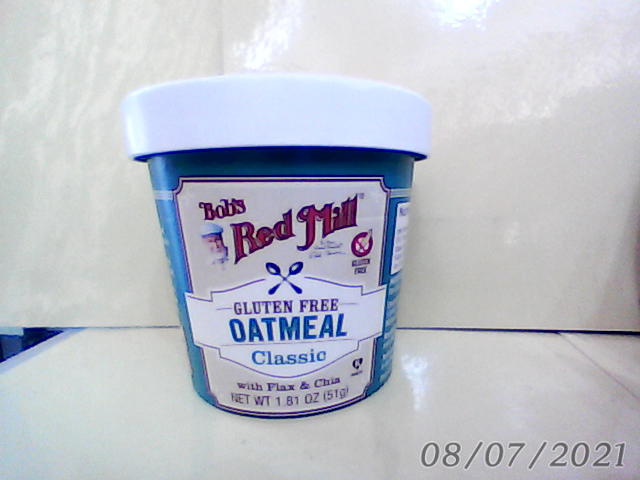 Bob's
Red Mill
GLUTEN
FREE
GLUTEN FREE
OATMEAL
Classic
with Flax & Chia
NET WT 1.81 OZ (51g)
08/07/2021